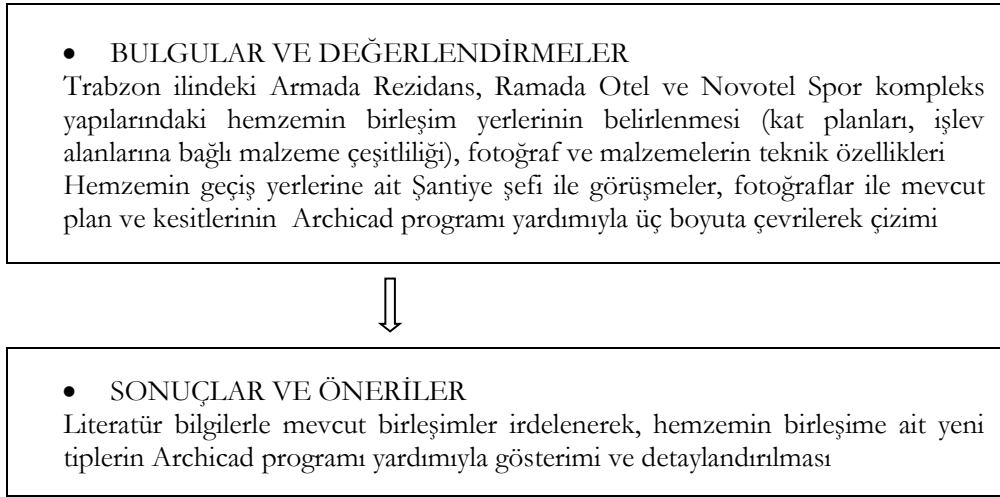 • BULGULAR VE DEĞERLENDİRMELER
Trabzon ilindeki Armada Rezidans, Ramada Otel ve Novotel Spor kompleks
yapılarındaki hemzemin birleşim yerlerinin belirlenmesi (kat planları, işlev
alanlarına bağlı malzeme çeşitliliği), fotoğraf ve malzemelerin teknik özellikleri
Hemzemin geçiş yerlerine ait Şantiye şefi ile görüşmeler, fotoğraflar ile mevcut
plan ve kesitlerinin Archicad programı yardımıyla üç boyuta çevrilerek çizimi
• SONUÇLAR VE ÖNERİLER
Literatür bilgilerle mevcut birleşimler irdelenerek, hemzemin birleşime ait yeni
tiplerin Archicad programı yardımıyla gösterimi ve detaylandırılması